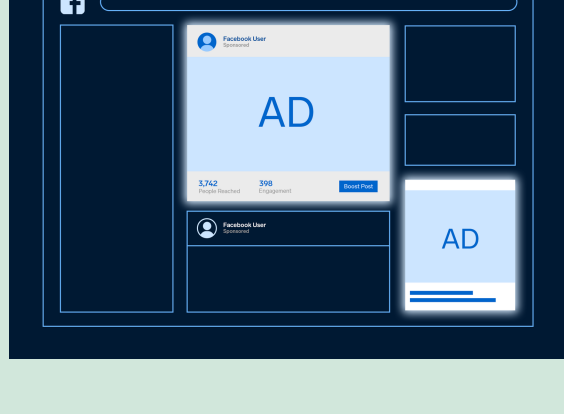 Facebook User
Sponsored
AD
3,742
People Reached
398
Engagement
Boost Post
Facebook User
Sponsored
AD